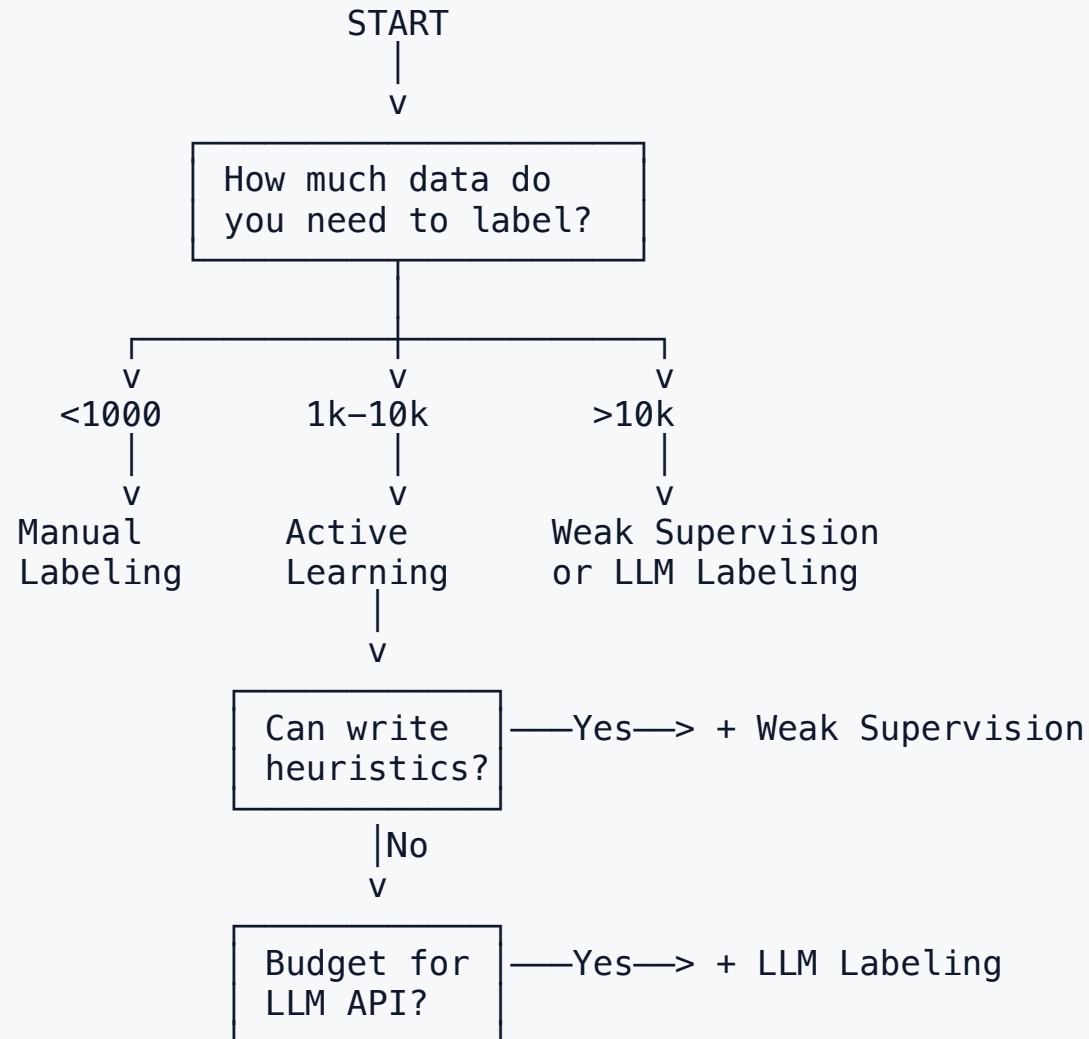 START
How much data do
you need to label?
<1000 1k-10k >10k
Manual Active Weak Supervision
Labeling Learning or LLM Labeling
Can write Yes + Weak Supervision
heuristics?
No
Budget for Yes + LLM Labeling
LLM API?